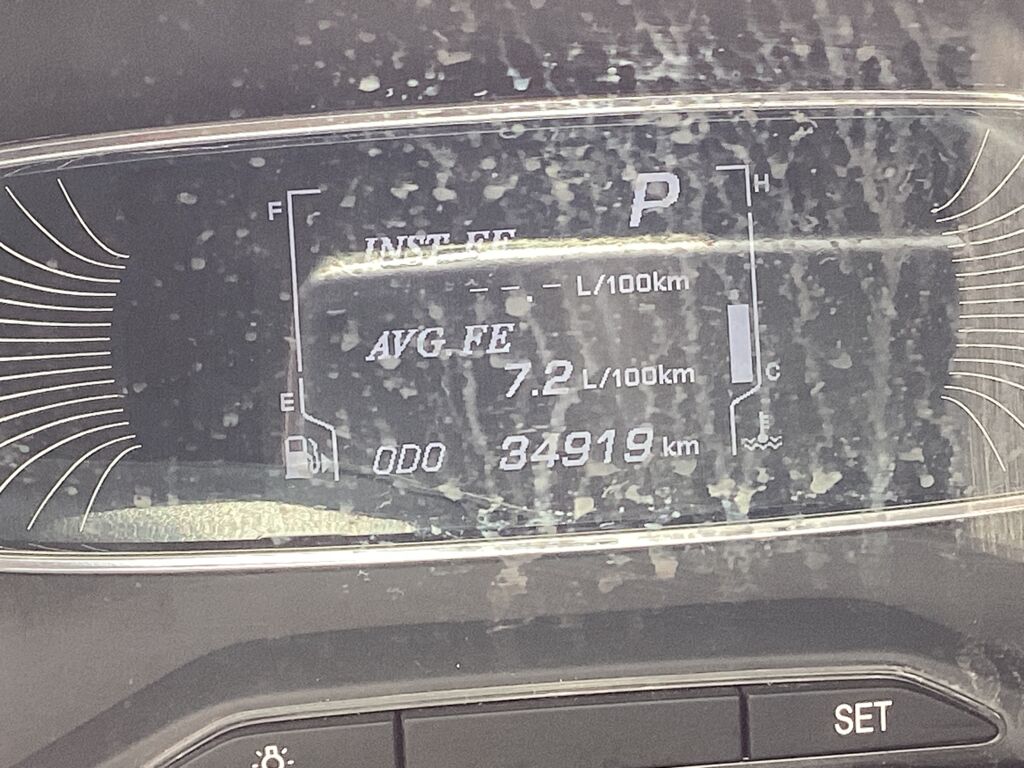 P
H
F
INST. FE
- - . - L/100km
AVG. FE
7.2 L/100km
C
E
ODO 34919 km
SET